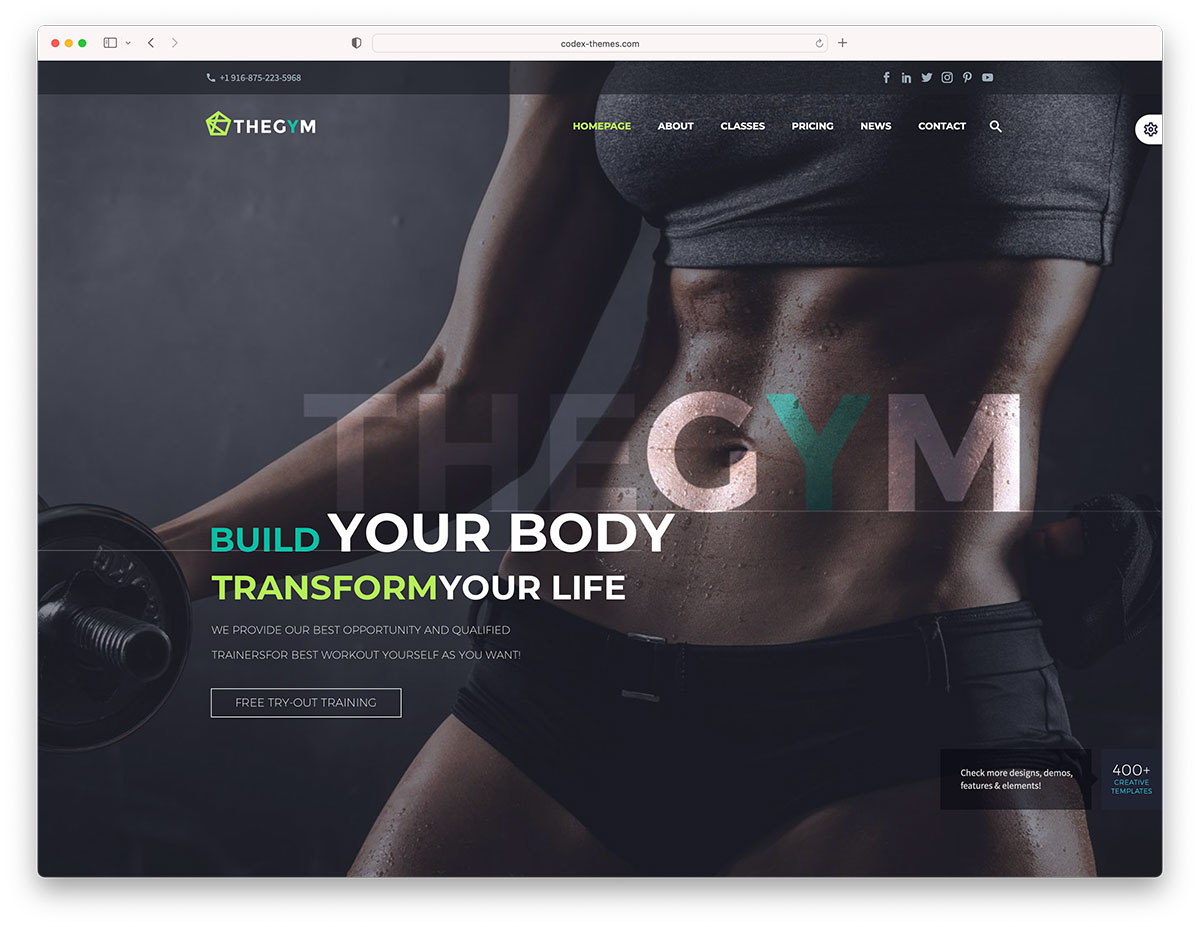 codex-themes.com
+1 916-875-223-5968
THEGYM
HOMEPAGE ABOUT CLASSES PRICING NEWS CONTACT
THEGYM
BUILD YOUR BODY
TRANSFORMYOUR LIFE
WE PROVIDE OUR BEST OPPORTUNITY AND QUALIFIED
TRAINERSFOR BEST WORKOUT YOURSELF AS YOU WANT!
FREE TRY-OUT TRAINING
Check more designs, demos,
features & elements!
400+
CREATIVE
TEMPLATES